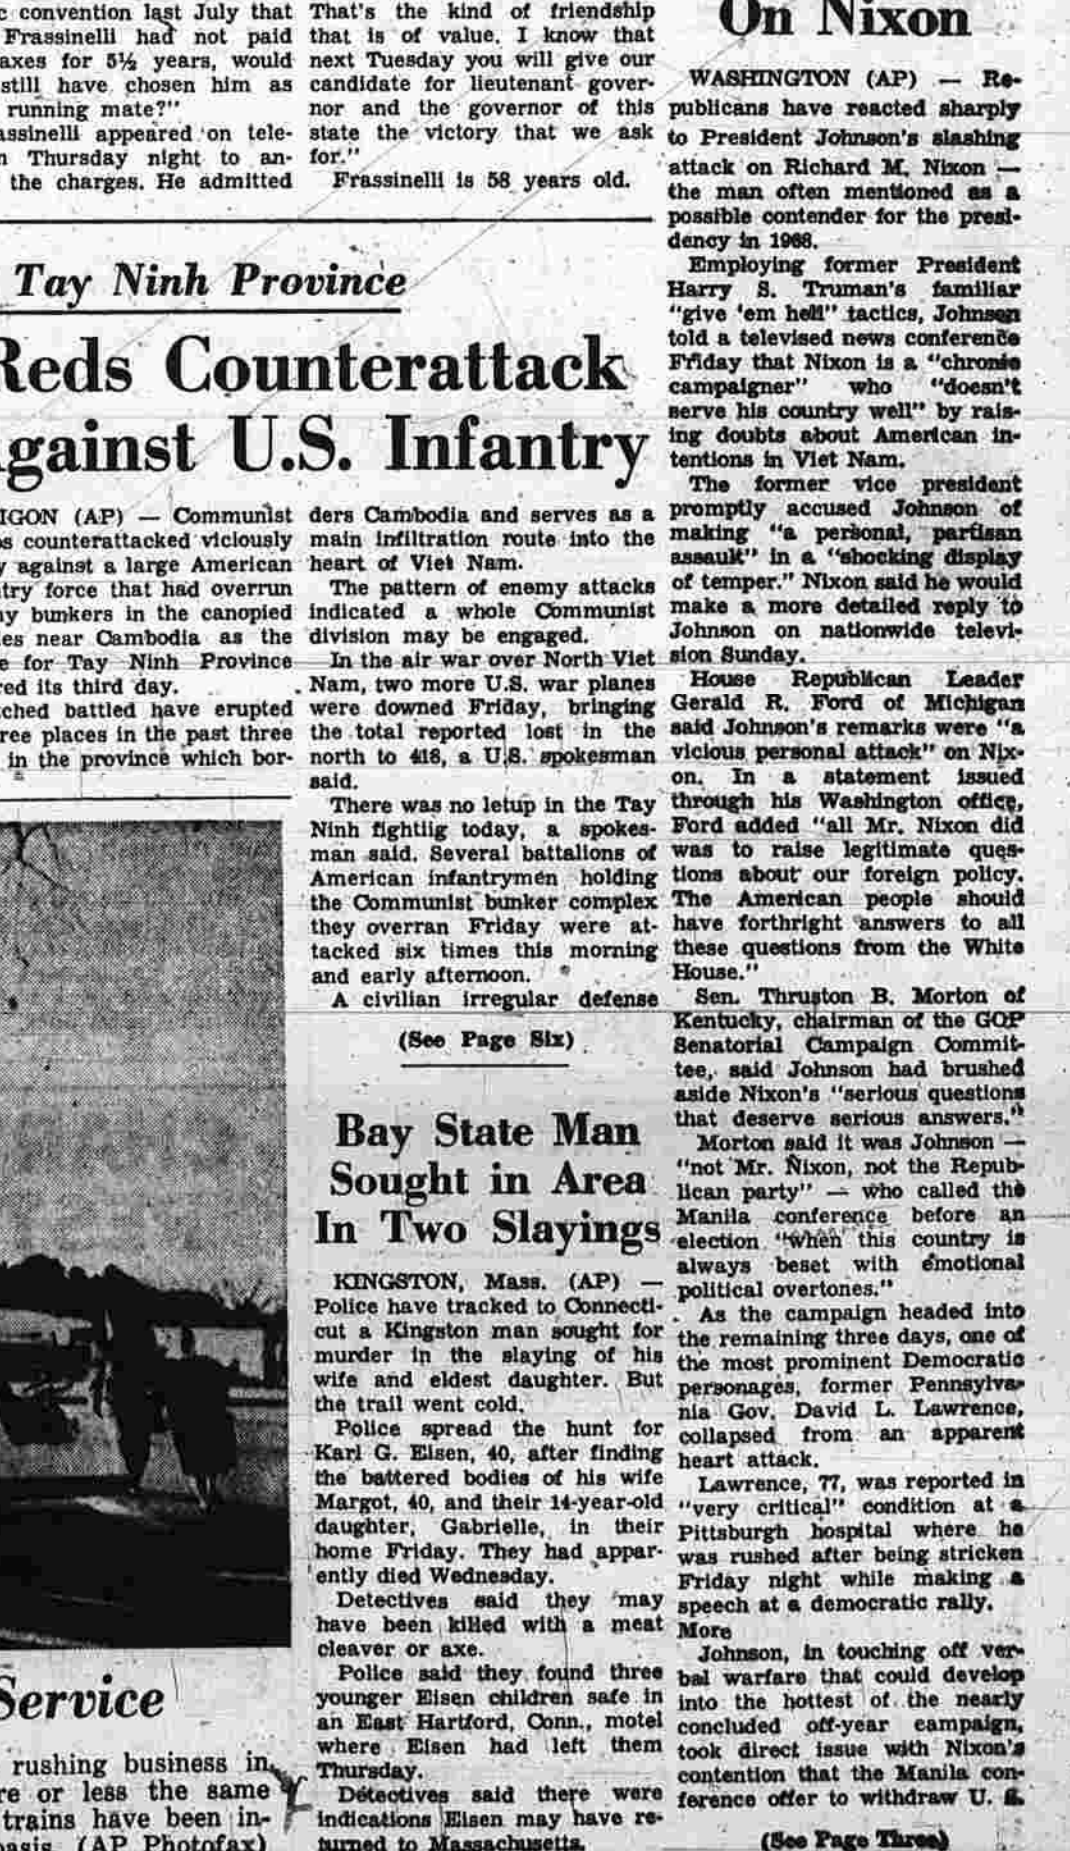 c convention last July that
Frassinelli had not paid
axes for 5½ years, would
still have chosen him as
running mate?"
assinelli appeared on tele-
n Thursday night to an-
the charges. He admitted
That's the kind of friendship
that is of value. I know that
next Tuesday you will give our
candidate for lieutenant gover-
nor and the governor of this
state the victory that we ask
for."
Frassinelli is 58 years old.
Tay Ninh Province
Reds Counterattack
gainst U.S. Infantry
IGON (AP) — Communist
s counterattacked viciously
y against a large American
try force that had overrun
ny bunkers in the canopied
les near Cambodia as the
e for Tay Ninh Province
red its third day.
tched battled have erupted
ree places in the past three
in the province which bor-
ders Cambodia and serves as a
main infiltration route into the
heart of Viet Nam.
The pattern of enemy attacks
indicated a whole Communist
division may be engaged.
In the air war over North Viet
Nam, two more U.S. war planes
were downed Friday, bringing
the total reported lost in the
north to 418, a U.S. spokesman
said.
There was no letup in the Tay
Ninh fightiig today, a spokes-
man said. Several battalions of
American infantrymen holding
the Communist bunker complex
they overran Friday were at-
tacked six times this morning
and early afternoon.
A civilian irregular defense
(See Page Six)
Service
rushing business in
re or less the same
trains have been in-
basis. (AP Photofax)
Bay State Man
Sought in Area
In Two Slayings
KINGSTON, Mass. (AP) —
Police have tracked to Connecti-
cut a Kingston man sought for
murder in the slaying of his
wife and eldest daughter. But
the trail went cold.
Police spread the hunt for
Karl G. Eisen, 40, after finding
the battered bodies of his wife
Margot, 40, and their 14-year-old
daughter, Gabrielle, in their
home Friday. They had appar-
ently died Wednesday.
Detectives said they may
have been killed with a meat
cleaver or axe.
Police said they found three
younger Eisen children safe in
an East Hartford, Conn., motel
where Eisen had left them
Thursday.
Detectives said there were
indications Eisen may have re-
turned to Massachusetts.
On Nixon
WASHINGTON (AP) — Re-
publicans have reacted sharply
to President Johnson's slashing
attack on Richard M. Nixon —
the man often mentioned as a
possible contender for the presi-
dency in 1968.
Employing former President
Harry S. Truman's familiar
"give 'em hell" tactics, Johnson
told a televised news conference
Friday that Nixon is a "chronic
campaigner" who "doesn't
serve his country well" by rais-
ing doubts about American in-
tentions in Viet Nam.
The former vice president
promptly accused Johnson of
making "a personal, partisan
assault" in a "shocking display
of temper." Nixon said he would
make a more detailed reply to
Johnson on nationwide televi-
sion Sunday.
House Republican Leader
Gerald R. Ford of Michigan
said Johnson's remarks were "a
vicious personal attack" on Nix-
on. In a statement issued
through his Washington office,
Ford added "all Mr. Nixon did
was to raise legitimate ques-
tions about our foreign policy.
The American people should
have forthright answers to all
these questions from the White
House."
Sen. Thruston B. Morton of
Kentucky, chairman of the GOP
Senatorial Campaign Commit-
tee, said Johnson had brushed
aside Nixon's "serious questions
that deserve serious answers."
Morton said it was Johnson —
"not Mr. Nixon, not the Repub-
lican party" — who called the
Manila conference before an
election "when this country is
always beset with emotional
political overtones."
As the campaign headed into
the remaining three days, one of
the most prominent Democratic
personages, former Pennsylva-
nia Gov. David L. Lawrence,
collapsed from an apparent
heart attack.
Lawrence, 77, was reported in
"very critical" condition at a
Pittsburgh hospital where he
was rushed after being stricken
Friday night while making a
speech at a democratic rally.
More
Johnson, in touching off ver-
bal warfare that could develop
into the hottest of the nearly
concluded off-year campaign,
took direct issue with Nixon's
contention that the Manila con-
ference offer to withdraw U. S.
(See Page Three)